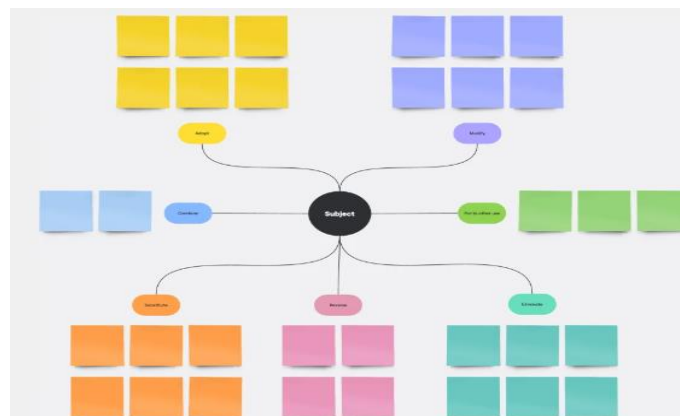 Adapt
Modify
Combine
Subject
Put to other use
Substitute
Reverse
Eliminate